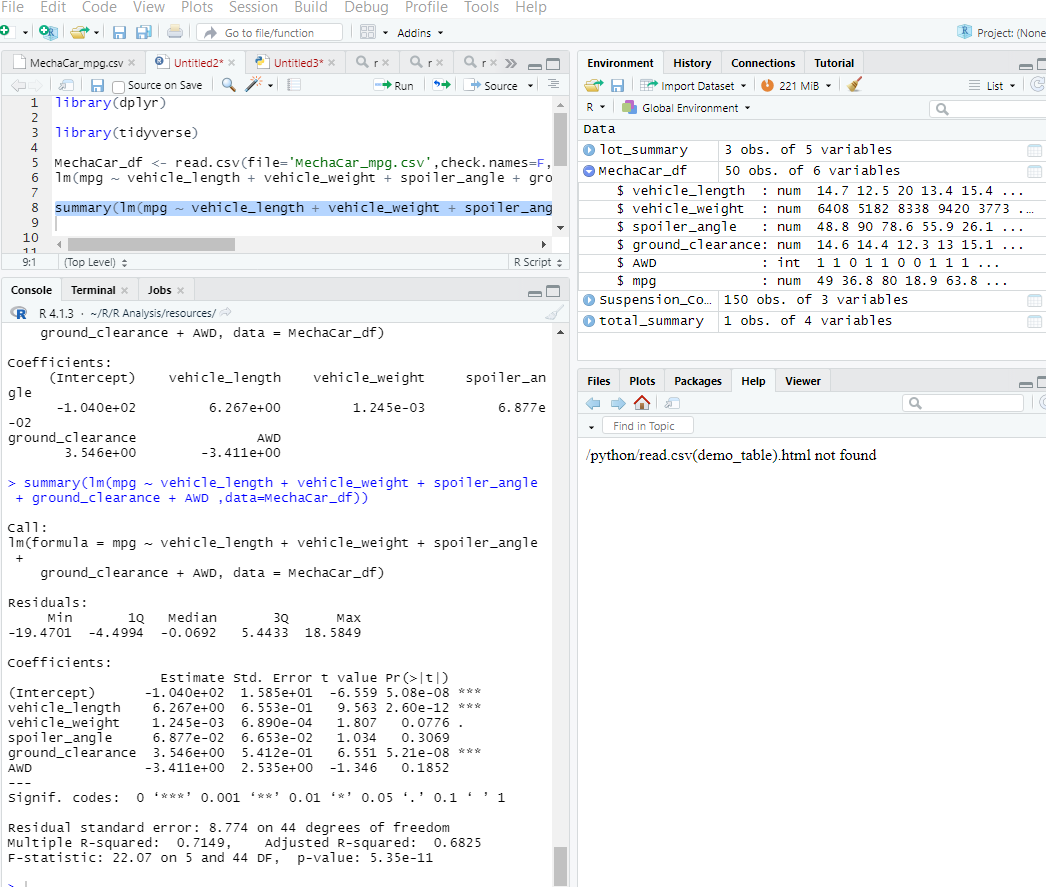 File Edit Code View Plots Session Build Debug Profile Tools Help
Go to file/function Addins Project: (None
MechaCar_mpg.csv Untitled2* Untitled3* r r r
Source on Save Run Source
1 library(dplyr)
2
3 library(tidyverse)
4
5 MechaCar_df <- read.csv(file='MechaCar_mpg.csv',check.names=F,
6 lm(mpg ~ vehicle_length + vehicle_weight + spoiler_angle + gro
7
8 summary(lm(mpg ~ vehicle_length + vehicle_weight + spoiler_ang
9
10
11
9:1 (Top Level) R Script
Console Terminal Jobs
R 4.1.3 · ~/R/R Analysis/resources/
ground_clearance + AWD, data = MechaCar_df)
Coefficients:
(Intercept) vehicle_length vehicle_weight spoiler_an
gle
-1.040e+02 6.267e+00 1.245e-03 6.877e
-02
ground_clearance AWD
3.546e+00 -3.411e+00
> summary(lm(mpg ~ vehicle_length + vehicle_weight + spoiler_angle
+ ground_clearance + AWD ,data=MechaCar_df))
Call:
lm(formula = mpg ~ vehicle_length + vehicle_weight + spoiler_angle
+
ground_clearance + AWD, data = MechaCar_df)
Residuals:
Min 1Q Median 3Q Max
-19.4701 -4.4994 -0.0692 5.4433 18.5849
Coefficients:
Estimate Std. Error t value Pr(>|t|)
(Intercept) -1.040e+02 1.585e+01 -6.559 5.08e-08 ***
vehicle_length 6.267e+00 6.553e-01 9.563 2.60e-12 ***
vehicle_weight 1.245e-03 6.890e-04 1.807 0.0776 .
spoiler_angle 6.877e-02 6.653e-02 1.034 0.3069
ground_clearance 3.546e+00 5.412e-01 6.551 5.21e-08 ***
AWD -3.411e+00 2.535e+00 -1.346 0.1852
---
Signif. codes: 0 ‘***’ 0.001 ‘**’ 0.01 ‘*’ 0.05 ‘.’ 0.1 ‘ ’ 1
Residual standard error: 8.774 on 44 degrees of freedom
Multiple R-squared: 0.7149, Adjusted R-squared: 0.6825
F-statistic: 22.07 on 5 and 44 DF, p-value: 5.35e-11
>
Environment History Connections Tutorial
Import Dataset 221 MiB List
R Global Environment
Data
lot_summary 3 obs. of 5 variables
MechaCar_df 50 obs. of 6 variables
$ vehicle_length : num 14.7 12.5 20 13.4 15.4 ...
$ vehicle_weight : num 6408 5182 8338 9420 3773 ...
$ spoiler_angle : num 48.8 90 78.6 55.9 26.1 ...
$ ground_clearance: num 14.6 14.4 12.3 13 15.1 ...
$ AWD : int 1 1 0 1 1 0 0 1 1 1 ...
$ mpg : num 49 36.8 80 18.9 63.8 ...
Suspension_Co... 150 obs. of 3 variables
total_summary 1 obs. of 4 variables
Files Plots Packages Help Viewer
Find in Topic
/python/read.csv(demo_table).html not found